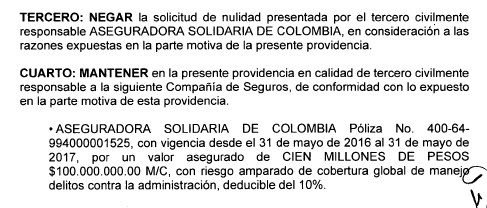 TERCERO: NEGAR la solicitud de nulidad presentada por el tercero civilmente
responsable ASEGURADORA SOLIDARIA DE COLOMBIA, en consideración a las
razones expuestas en la parte motiva de la presente providencia.
CUARTO: MANTENER en la presente providencia en calidad de tercero civilmente
responsable a la siguiente Compañía de Seguros, de conformidad con lo expuesto
en la parte motiva de esta providencia.
• ASEGURADORA SOLIDARIA DE COLOMBIA Póliza No. 400-64-
994000001525, con vigencia desde el 31 de mayo de 2016 al 31 de mayo de
2017, por un valor asegurado de CIEN MILLONES DE PESOS
$100.000.000.00 M/C, con riesgo amparado de cobertura global de manejo
delitos contra la administración, deducible del 10%.